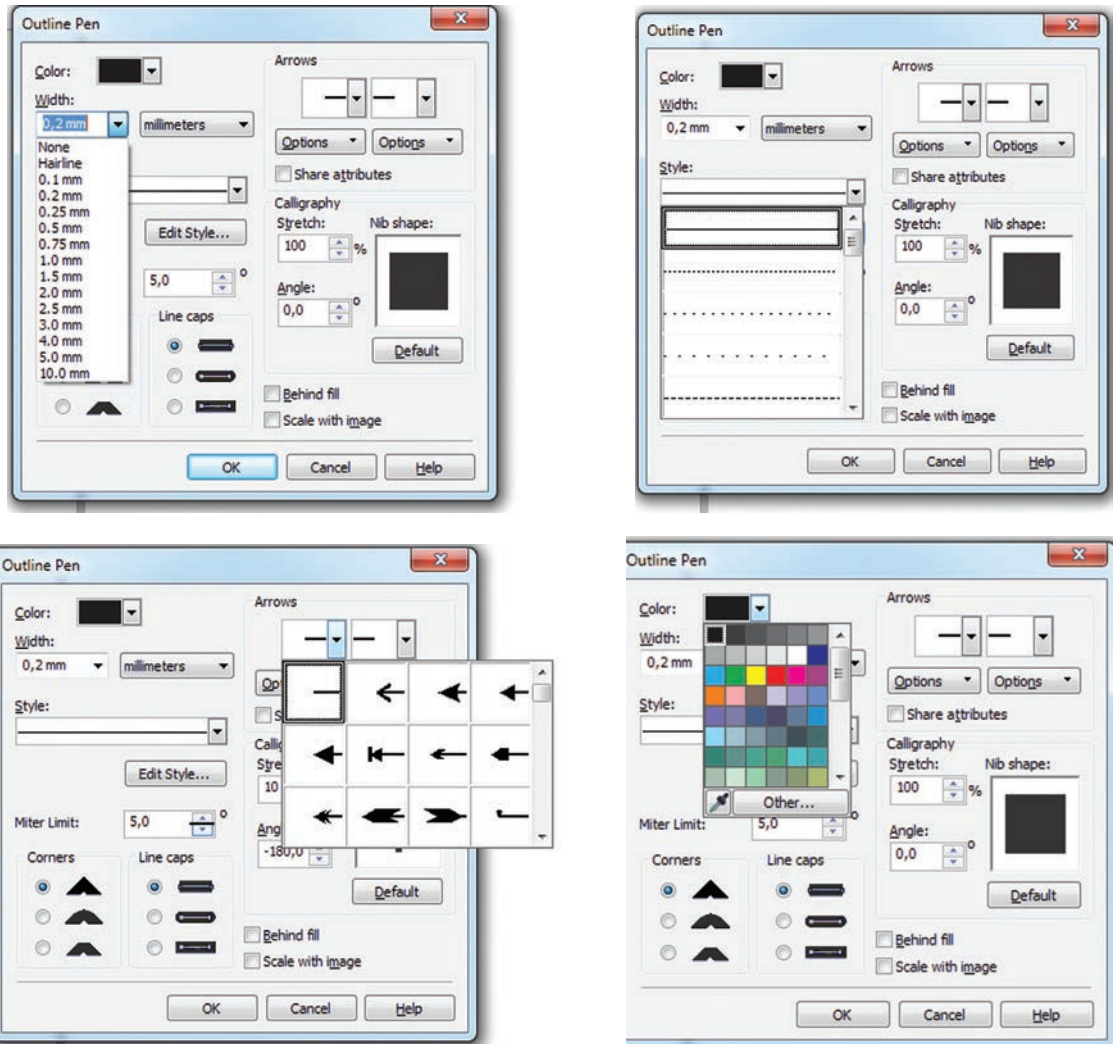 Outline Pen
Color:
Width:
0,2 mm
millimeters
None
Hairline
0.1 mm
0.2 mm
0.25 mm
0.5 mm
0.75 mm
1.0 mm
1.5 mm
2.0 mm
2.5 mm
3.0 mm
4.0 mm
5.0 mm
10.0 mm
Edit Style...
5,0 °
Line caps
Arrows
Options
Options
Share attributes
Calligraphy
Stretch:
Nib shape:
100 %
Angle:
0,0 °
Default
Behind fill
Scale with image
OK
Cancel
Help
Outline Pen
Color:
Width:
0,2 mm
millimeters
Style:
Arrows
Options
Options
Share attributes
Calligraphy
Stretch:
Nib shape:
100 %
Angle:
0,0 °
Default
Behind fill
Scale with image
OK
Cancel
Help
Outline Pen
Color:
Width:
0,2 mm
millimeters
Style:
Edit Style...
Miter Limit:
5,0 °
Corners
Line caps
Arrows
Op
S
Callig
Stre
10
Ang
-180,0
Default
Behind fill
Scale with image
OK
Cancel
Help
Outline Pen
Color:
Width:
0,2 mm
Style:
Other...
Miter Limit:
5,0 °
Corners
Line caps
Arrows
Options
Options
Share attributes
Calligraphy
Stretch:
Nib shape:
100 %
Angle:
0,0 °
Default
Behind fill
Scale with image
OK
Cancel
Help